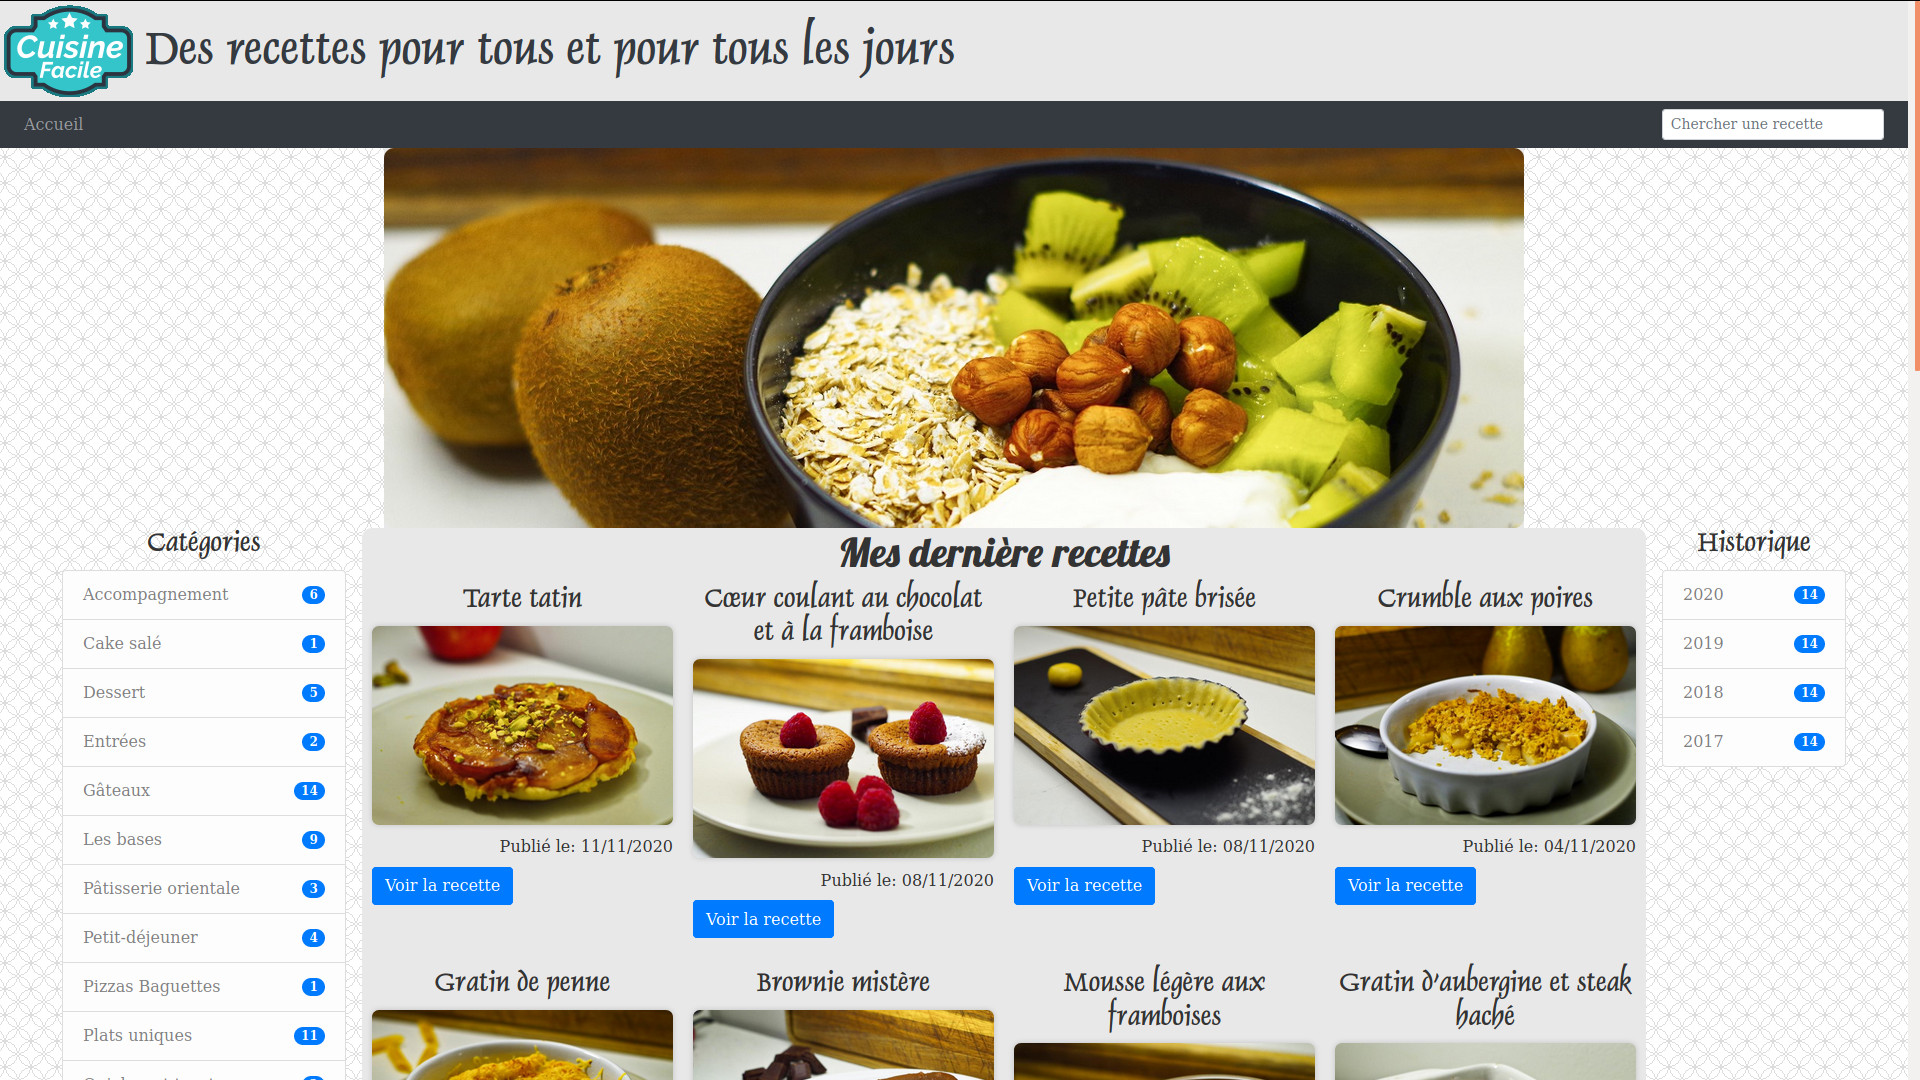 Cuisine
Facile
Des recettes pour tous et pour tous les jours
Accueil
Chercher une recette
Catégories
Accompagnement 6
Cake salé 1
Dessert 5
Entrées 2
Gâteaux 14
Les bases 9
Pâtisserie orientale 3
Petit-déjeuner 4
Pizzas Baguettes 1
Plats uniques 11
Mes dernière recettes
Tarte tatin
Publié le: 11/11/2020
Voir la recette
Cœur coulant au chocolat
et à la framboise
Publié le: 08/11/2020
Voir la recette
Petite pâte brisée
Publié le: 08/11/2020
Voir la recette
Crumble aux poires
Publié le: 04/11/2020
Voir la recette
Gratin de penne
Brownie mistère
Mousse légère aux
framboises
Gratin d'aubergine et steak
haché
Historique
2020 14
2019 14
2018 14
2017 14